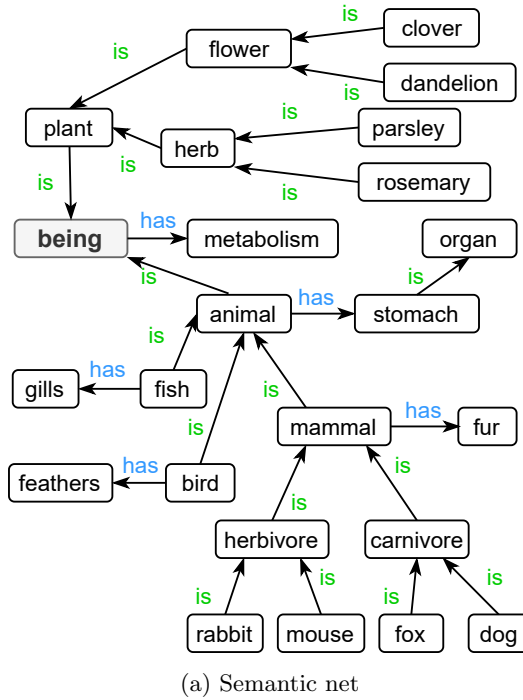 is
clover
flower
is
dandelion
plant
is
parsley
is
herb
is
is
rosemary
being
has
metabolism
organ
is
is
animal
has
stomach
is
gills
has
fish
is
mammal
has
fur
is
feathers
has
bird
is
is
herbivore
carnivore
is
is
is
is
rabbit
mouse
fox
dog
(a) Semantic net